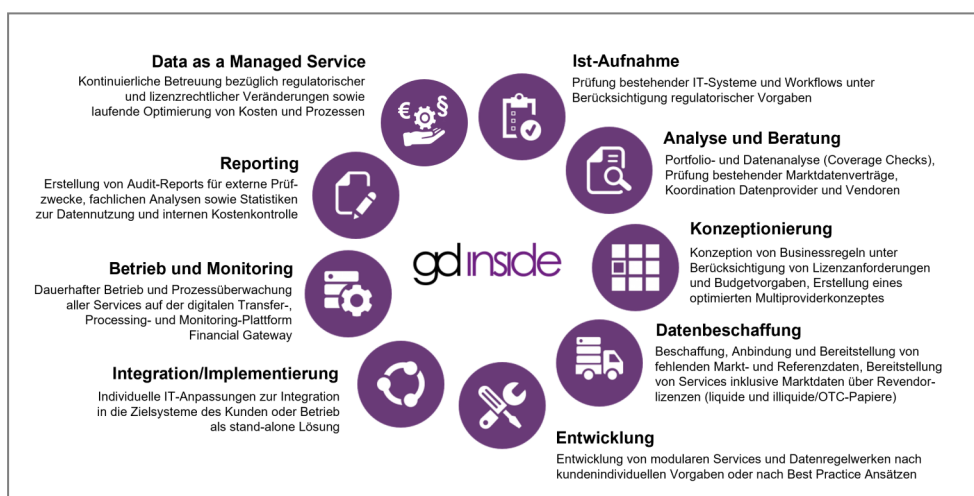 Data as a Managed Service
Kontinuierliche Betreuung bezüglich regulatorischer
und lizenzrechtlicher Veränderungen sowie
laufende Optimierung von Kosten und Prozessen
€ §
Ist-Aufnahme
Prüfung bestehender IT-Systeme und Workflows unter
Berücksichtigung regulatorischer Vorgaben
Analyse und Beratung
Portfolio- und Datenanalyse (Coverage Checks),
Prüfung bestehender Marktdatenverträge,
Koordination Datenprovider und Vendoren
Reporting
Erstellung von Audit-Reports für externe Prüf-
zwecke, fachlichen Analysen sowie Statistiken
zur Datennutzung und internen Kostenkontrolle
Konzeptionierung
Konzeption von Businessregeln unter
Berücksichtigung von Lizenzanforderungen
und Budgetvorgaben, Erstellung eines
optimierten Multiproviderkonzeptes
gd inside
Betrieb und Monitoring
Dauerhafter Betrieb und Prozessüberwachung
aller Services auf der digitalen Transfer-,
Processing- und Monitoring-Plattform
Financial Gateway
Datenbeschaffung
Beschaffung, Anbindung und Bereitstellung von
fehlenden Markt- und Referenzdaten, Bereitstellung
von Services inklusive Marktdaten über Revendor-
lizenzen (liquide und illiquide/OTC-Papiere)
Integration/Implementierung
Individuelle IT-Anpassungen zur Integration
in die Zielsysteme des Kunden oder Betrieb
als stand-alone Lösung
Entwicklung
Entwicklung von modularen Services und Datenregelwerken nach
kundenindividuellen Vorgaben oder nach Best Practice Ansätzen